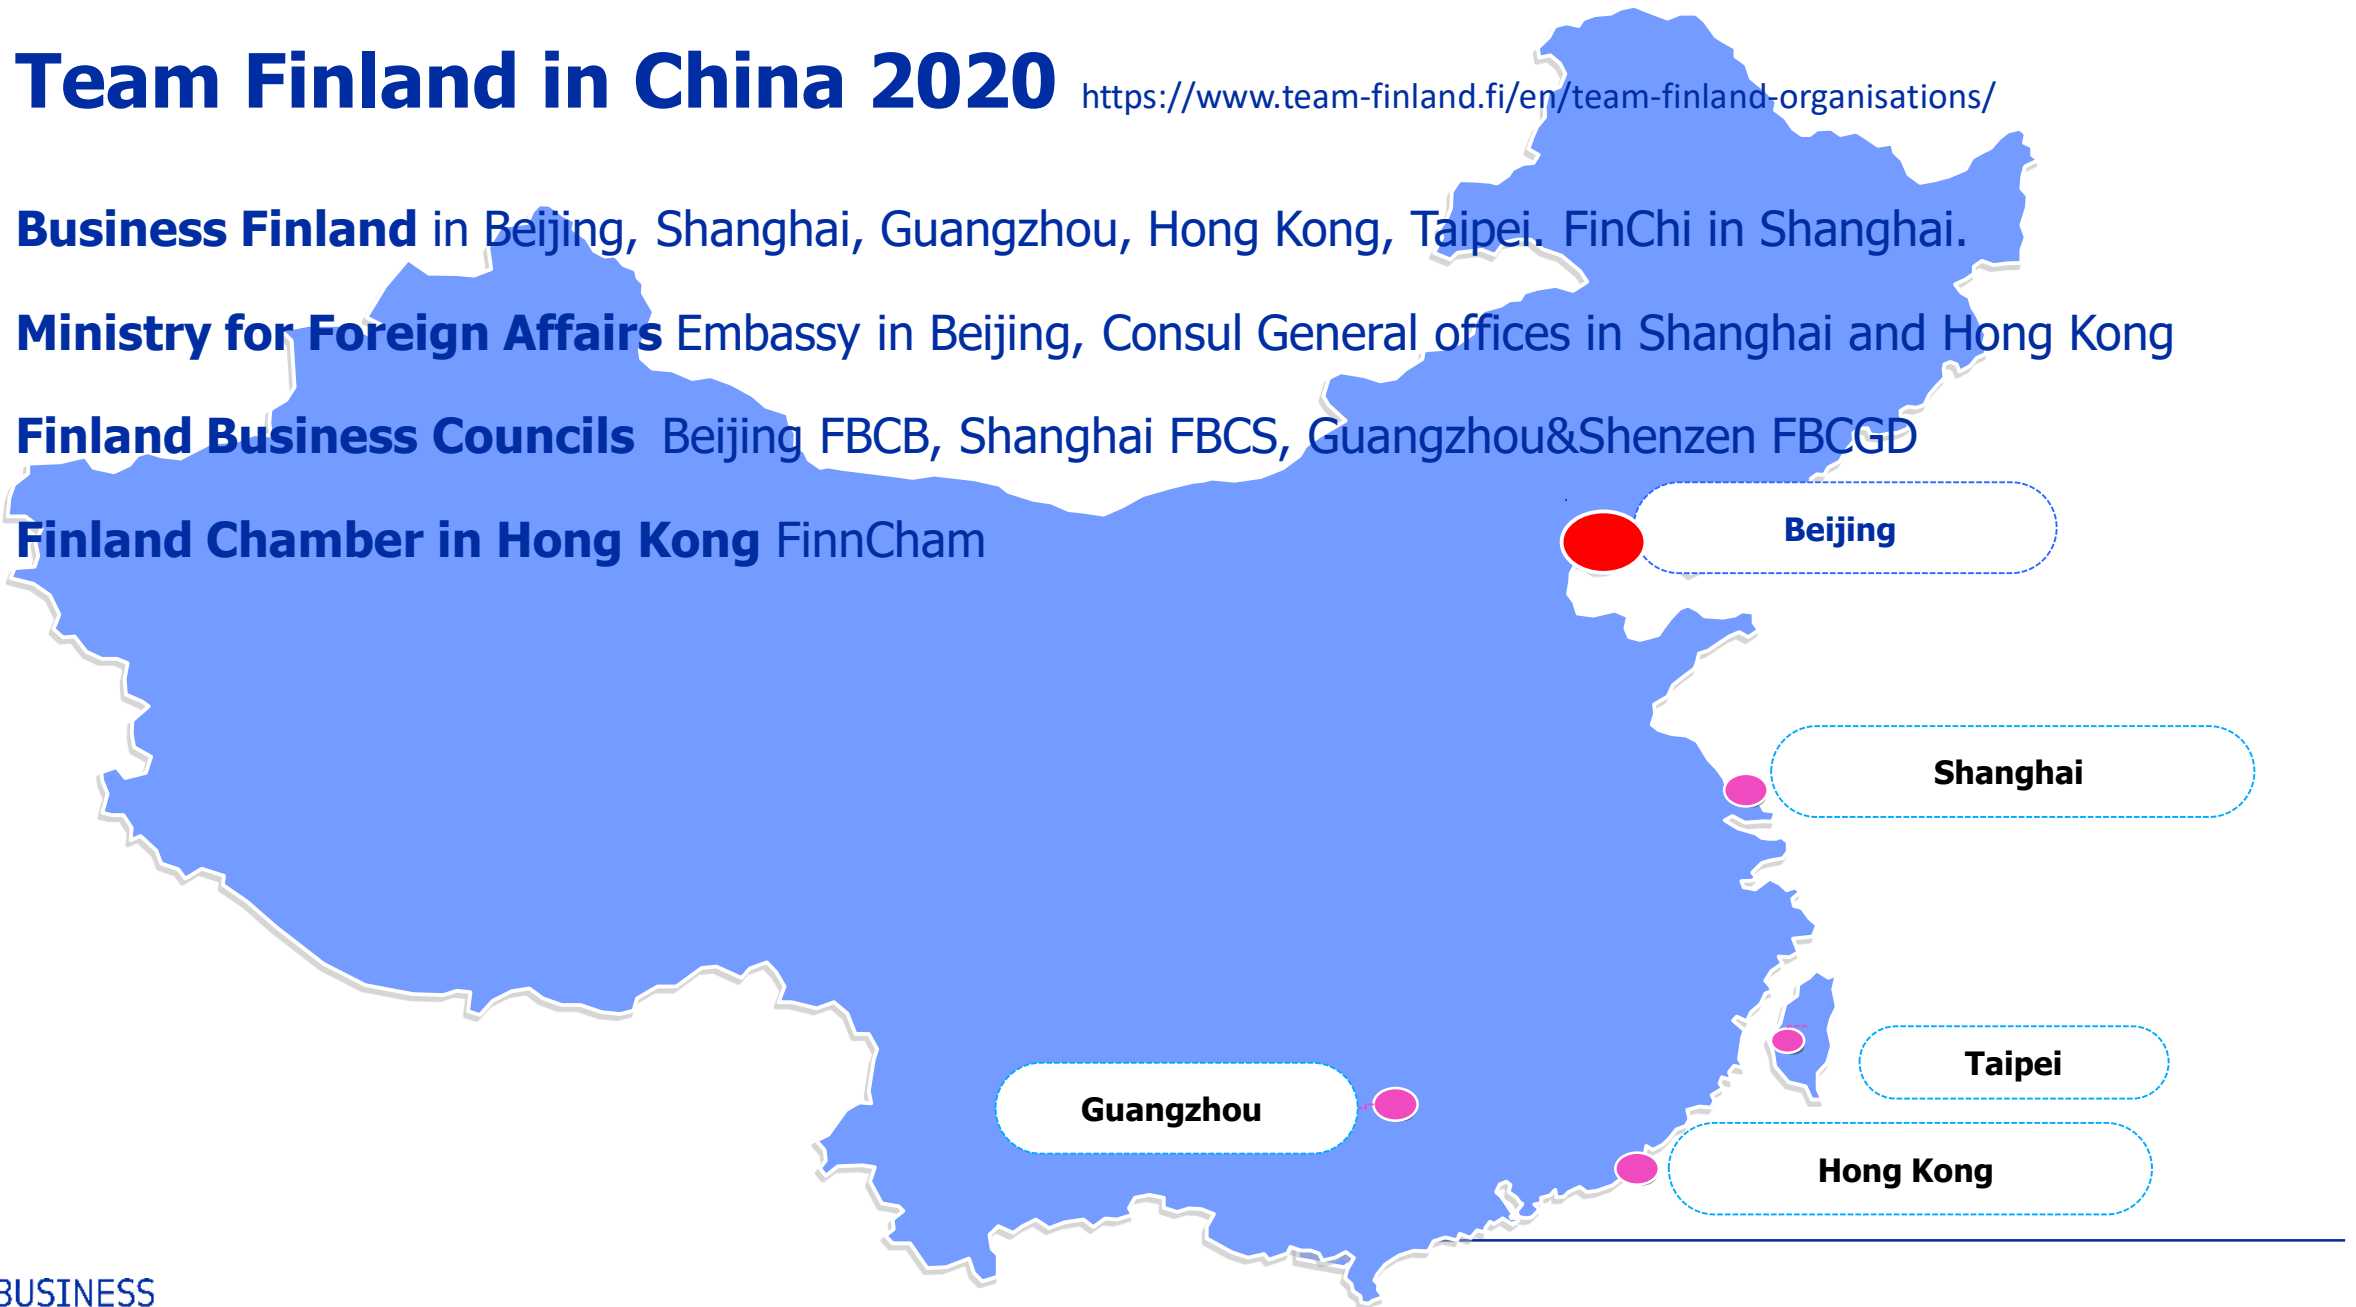 Team Finland in China 2020 https://www.team-finland.fi/en/team-finland-organisations/
Business Finland in Beijing, Shanghai, Guangzhou, Hong Kong, Taipei. FinChi in Shanghai.
Ministry for Foreign Affairs Embassy in Beijing, Consul General offices in Shanghai and Hong Kong
Finland Business Councils Beijing FBCB, Shanghai FBCS, Guangzhou&Shenzen FBCGD
Finland Chamber in Hong Kong FinnCham
Beijing
Shanghai
Taipei
Guangzhou
Hong Kong
BUSINESS